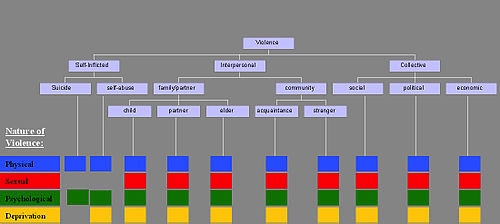 Violence
Self-Inflicted Interpersonal Collective
Suicide self-abuse family/partner community social political economic
child partner elder acquaintance stranger
Nature of
Violence:
Physical
Sexual
Psychological
Deprivation